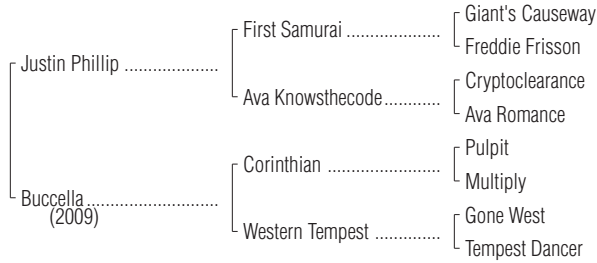 Giant's Causeway
First Samurai ....................
Freddie Frisson
Justin Phillip ....................
Cryptoclearance
Ava Knowsthecode............
Ava Romance
Pulpit
Corinthian ........................
Multiply
Buccella............................
(2009)
Gone West
Western Tempest ..............
Tempest Dancer